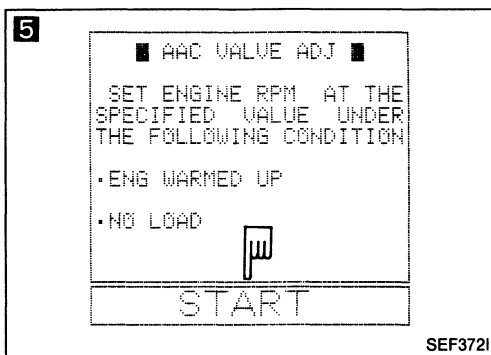 5
■ AAC VALVE ADJ ■
SET ENGINE RPM AT THE
SPECIFIED VALUE UNDER
THE FOLLOWING CONDITION
·ENG WARMED UP
·NO LOAD
START
SEF372I